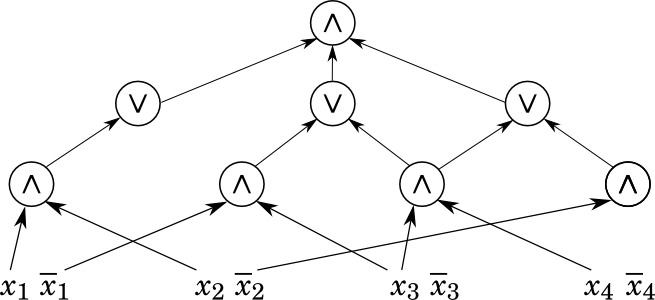 ∧
∨ ∨ ∨
∧ ∧ ∧ ∧
x₁ x̅₁ x₂ x̅₂ x₃ x̅₃ x₄ x̅₄